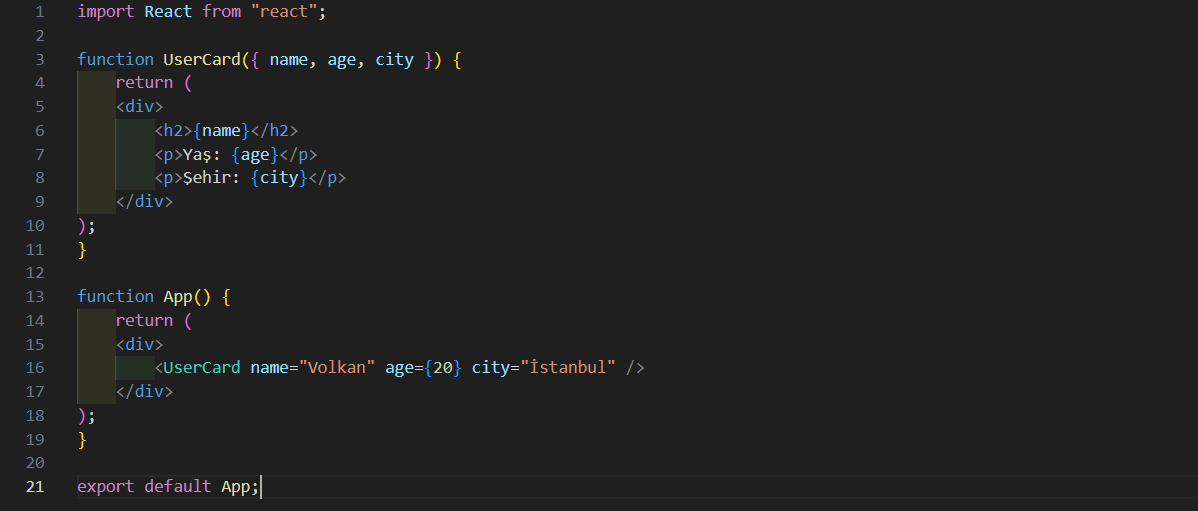 1 import React from "react";
2
3 function UserCard({ name, age, city }) {
4     return (
5     <div>
6         <h2>{name}</h2>
7         <p>Yaş: {age}</p>
8         <p>Şehir: {city}</p>
9     </div>
10 );
11 }
12
13 function App() {
14     return (
15     <div>
16         <UserCard name="Volkan" age={20} city="İstanbul" />
17     </div>
18 );
19 }
20
21 export default App;